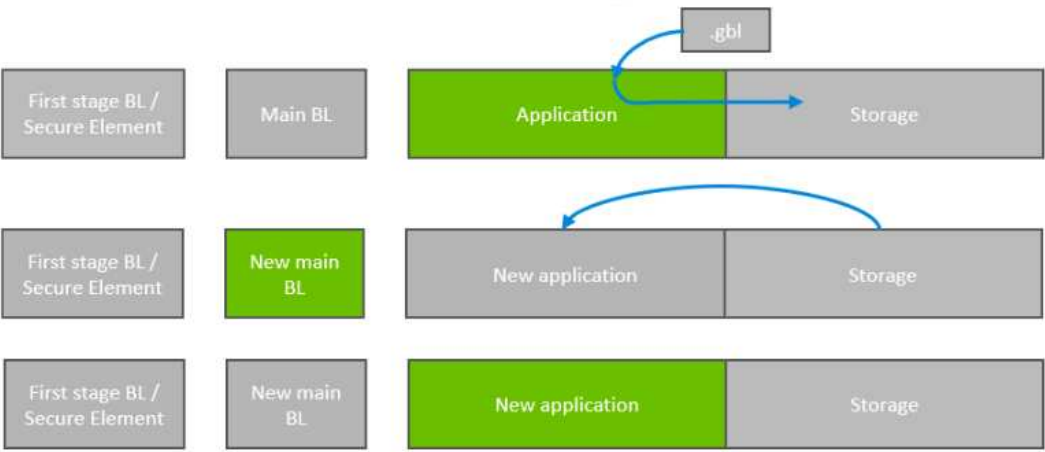 .gbl
First stage BL /
Secure Element
Main BL
Application
Storage
First stage BL /
Secure Element
New main
BL
New application
Storage
First stage BL /
Secure Element
New main
BL
New application
Storage